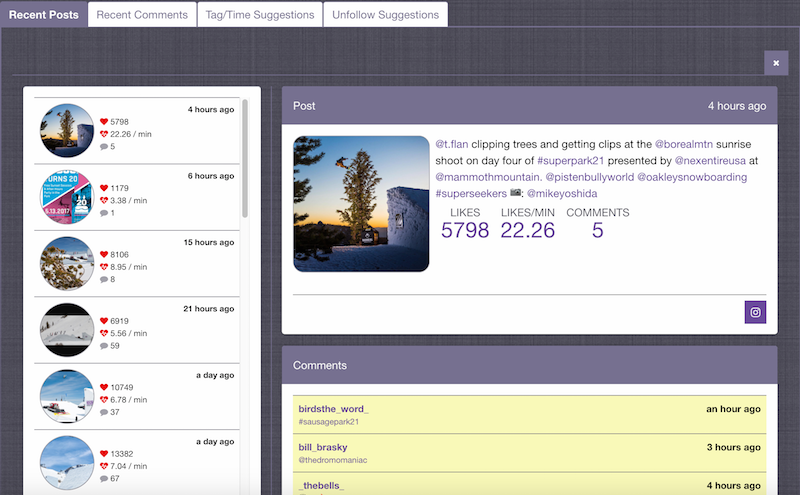 Recent Posts
Recent Comments
Tag/Time Suggestions
Unfollow Suggestions
×
4 hours ago
5798
22.26 / min
5
6 hours ago
URNS 20
5.13.2017
20
1179
3.38 / min
1
15 hours ago
8106
8.95 / min
8
21 hours ago
6919
5.56 / min
59
a day ago
10749
6.78 / min
37
a day ago
13382
7.04 / min
67
Post
4 hours ago
@t.flan clipping trees and getting clips at the @borealmtn sunrise
shoot on day four of #superpark21 presented by @nexentireusa at
@mammothmountain. @pistenbullyworld @oakleysnowboarding
#superseekers 📷: @mikeyoshida
LIKES LIKES/MIN COMMENTS
5798 22.26 5
Comments
birdsthe_word_ an hour ago
#sausagepark21
bill_brasky 3 hours ago
@thedromomaniac
_thebells_ 4 hours ago